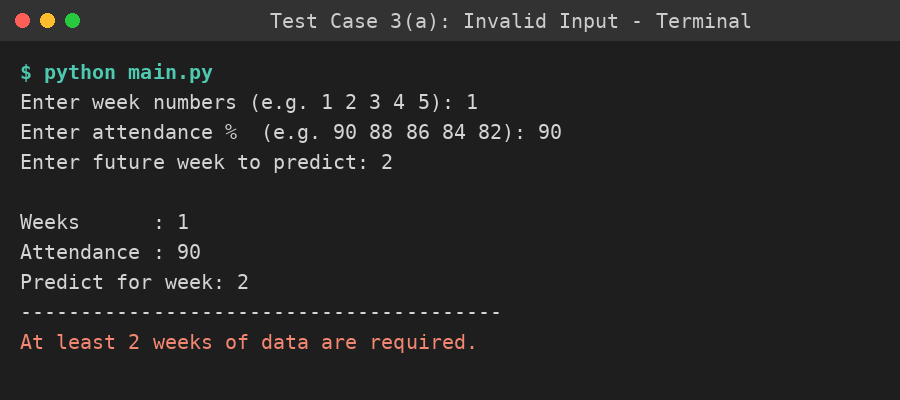 Test Case 3(a): Invalid Input - Terminal
$ python main.py
Enter week numbers (e.g. 1 2 3 4 5): 1
Enter attendance %  (e.g. 90 88 86 84 82): 90
Enter future week to predict: 2
Weeks      : 1
Attendance : 90
Predict for week: 2
----------------------------------------
At least 2 weeks of data are required.